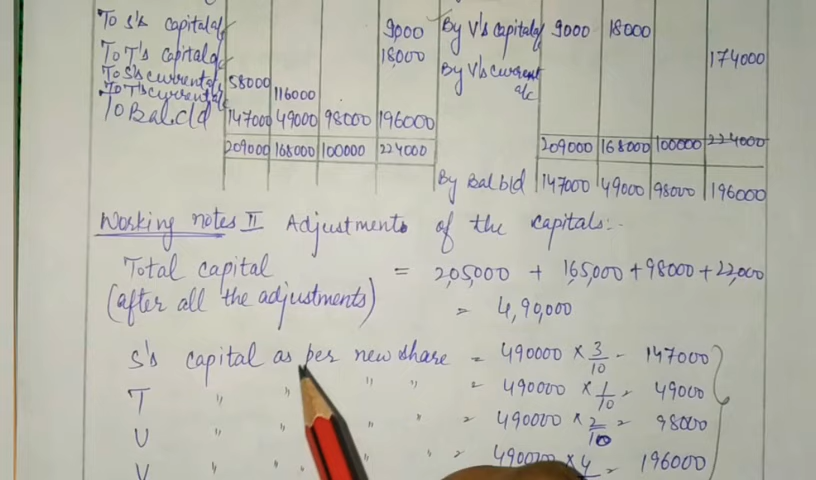 To S's capital a/c 9000 By V's capital a/c 9000 18000
To T's capital a/c 18,000 174000
To S's current a/c 58000 By V's current a/c
To T's current a/c 116000
To Bal. c/d 147000 49000 98000 196000
209000 168000 100000 224000 209000 168000 100000 224000
By Bal b/d 147000 49000 98000 196000
Working notes II Adjustments of the capitals:-
Total capital = 2,05,000 + 1,65,000 + 98000 + 22,000
(after all the adjustments) = 4,90,000
S's capital as per new share = 490000 × 3/10 = 147000
T " " " " = 490000 × 1/10 = 49000
U " " " " = 490000 × 2/10 = 98000
V " " " " = 490000 × 4 = 196000